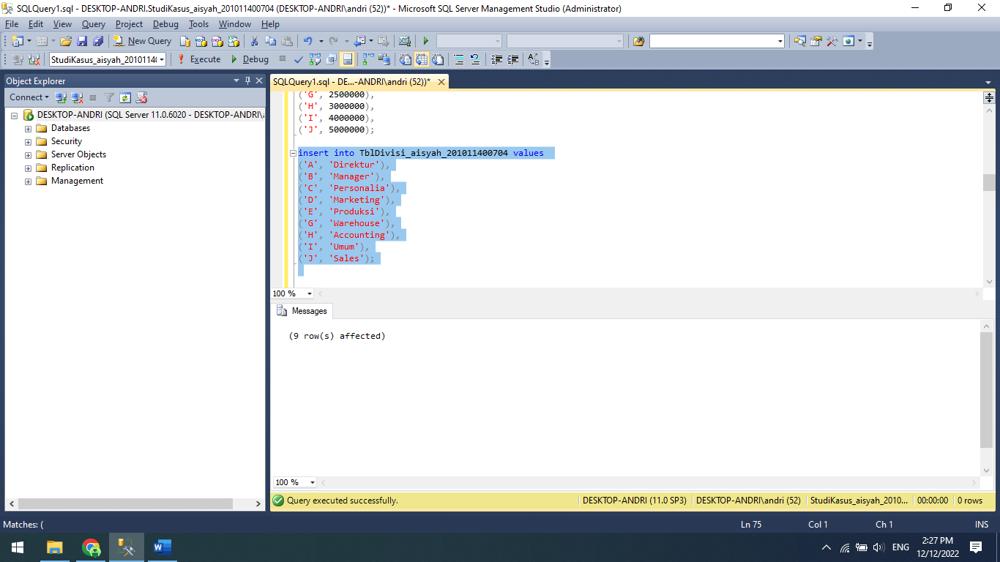 SQLQuery1.sql - DESKTOP-ANDRI.StudiKasus_aisyah_201011400704 (DESKTOP-ANDRI\andri (52))* - Microsoft SQL Server Management Studio (Administrator)
File Edit View Query Project Debug Tools Window Help
New Query
StudiKasus_aisyah_2010114( Execute Debug
Object Explorer
SQLQuery1.sql - DE...-ANDRI\andri (52))*
Connect
DESKTOP-ANDRI (SQL Server 11.0.6020 - DESKTOP-ANDRI\
Databases
Security
Server Objects
Replication
Management
('G', 2500000),
('H', 3000000),
('I', 4000000),
('J', 5000000);
insert into TblDivisi_aisyah_201011400704 values
('A', 'Direktur'),
('B', 'Manager'),
('C', 'Personalia'),
('D', 'Marketing'),
('E', 'Produksi'),
('G', 'Warehouse'),
('H', 'Accounting'),
('I', 'Umum'),
('J', 'Sales');
100 %
Messages
(9 row(s) affected)
100 %
Query executed successfully. DESKTOP-ANDRI (11.0 SP3) DESKTOP-ANDRI\andri (52) StudiKasus_aisyah_2010... 00:00:00 0 rows
Matches: ( Ln 75 Col 1 Ch 1 INS
ENG
2:27 PM
12/12/2022